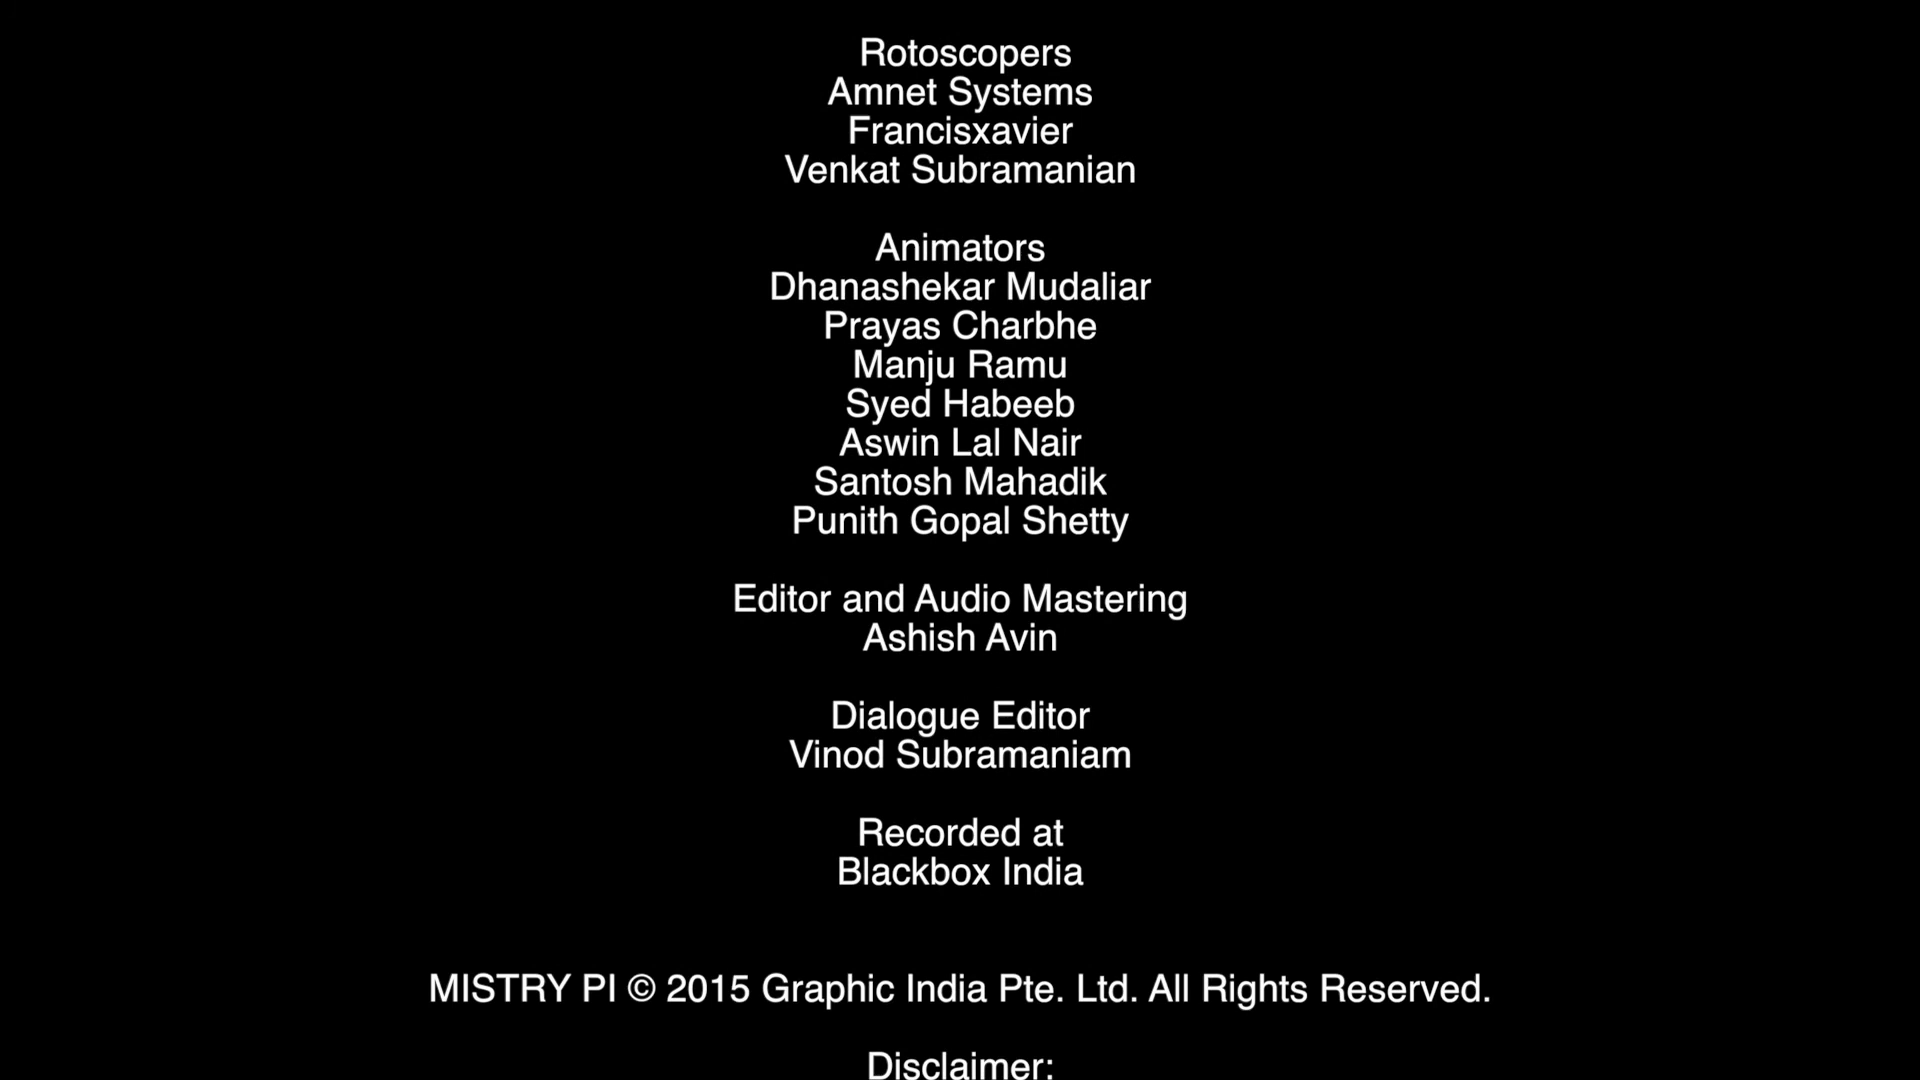 Rotoscopers
Amnet Systems
Francisxavier
Venkat Subramanian
Animators
Dhanashekar Mudaliar
Prayas Charbhe
Manju Ramu
Syed Habeeb
Aswin Lal Nair
Santosh Mahadik
Punith Gopal Shetty
Editor and Audio Mastering
Ashish Avin
Dialogue Editor
Vinod Subramaniam
Recorded at
Blackbox India
MISTRY PI © 2015 Graphic India Pte. Ltd. All Rights Reserved.
Disclaimer: